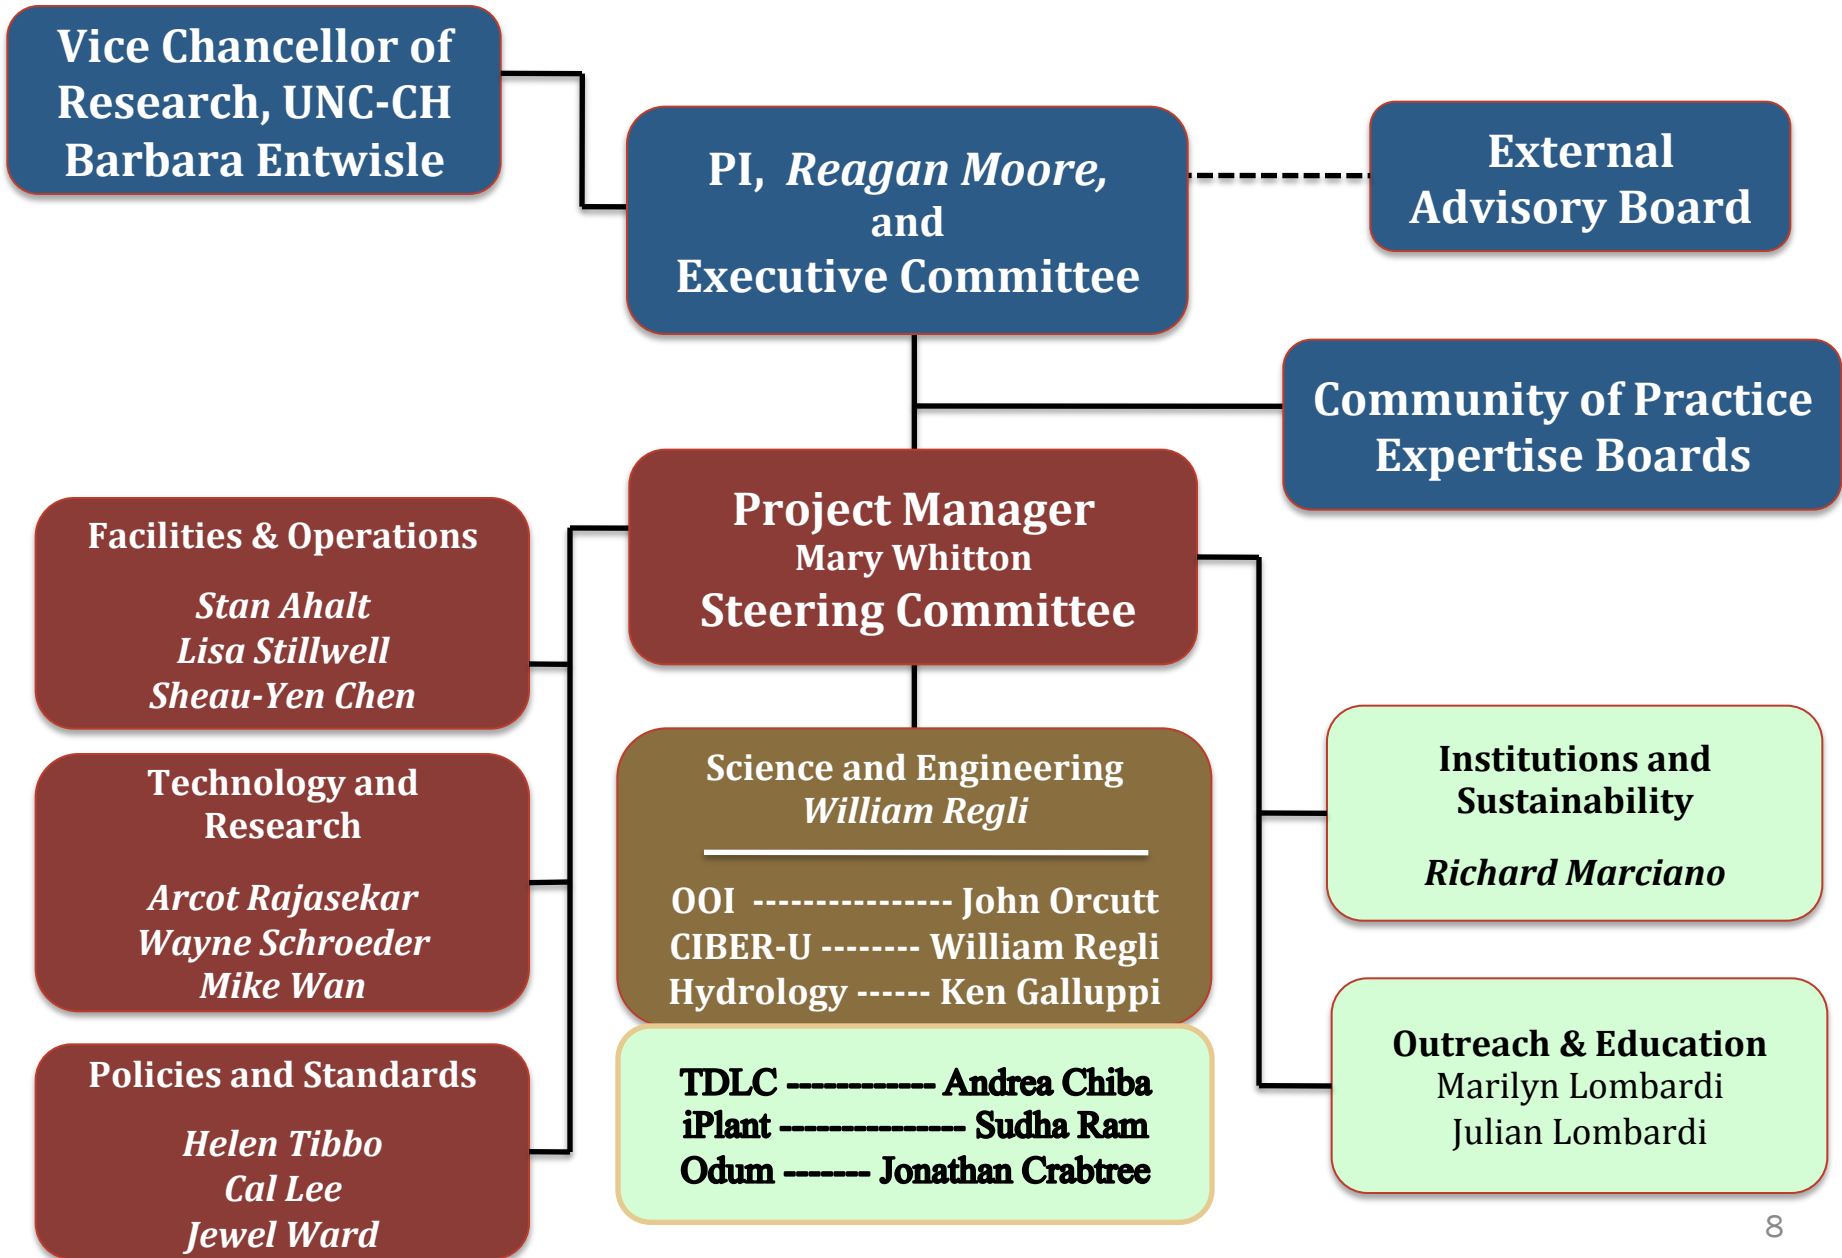 Vice Chancellor of
Research, UNC-CH
Barbara Entwisle
PI, Reagan Moore,
and
Executive Committee
External
Advisory Board
Community of Practice
Expertise Boards
Project Manager
Mary Whitton
Steering Committee
Facilities & Operations
Stan Ahalt
Lisa Stillwell
Sheau-Yen Chen
Technology and
Research
Arcot Rajasekar
Wayne Schroeder
Mike Wan
Policies and Standards
Helen Tibbo
Cal Lee
Jewel Ward
Science and Engineering
William Regli
OOI ---------------- John Orcutt
CIBER-U -------- William Regli
Hydrology ------ Ken Galluppi
TDLC ------------ Andrea Chiba
iPlant --------------- Sudha Ram
Odum ------- Jonathan Crabtree
Institutions and
Sustainability
Richard Marciano
Outreach & Education
Marilyn Lombardi
Julian Lombardi
8